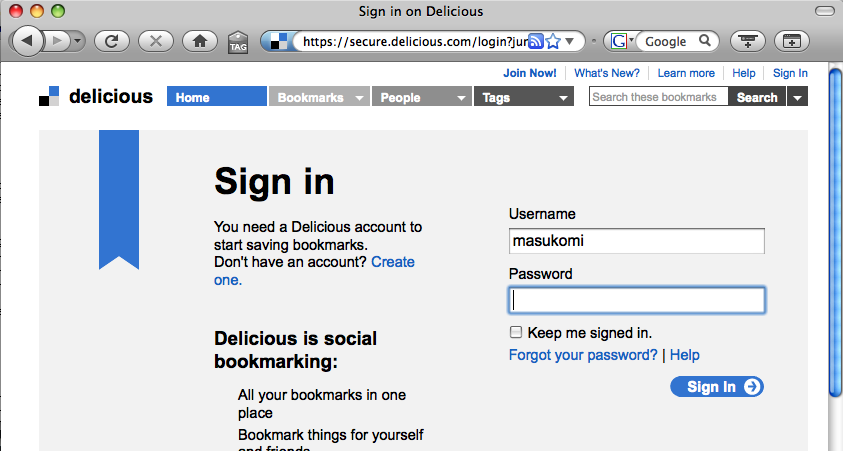 Sign in on Delicious
TAG
https://secure.delicious.com/login?jur
G
Google
Join Now!
What's New?
Learn more
Help
Sign In
delicious
Home
Bookmarks
People
Tags
Search these bookmarks
Search
Sign in
You need a Delicious account to
start saving bookmarks.
Don't have an account? Create
one.
Delicious is social
bookmarking:
All your bookmarks in one
place
Bookmark things for yourself
and friends
Username
masukomi
Password
Keep me signed in.
Forgot your password? | Help
Sign In